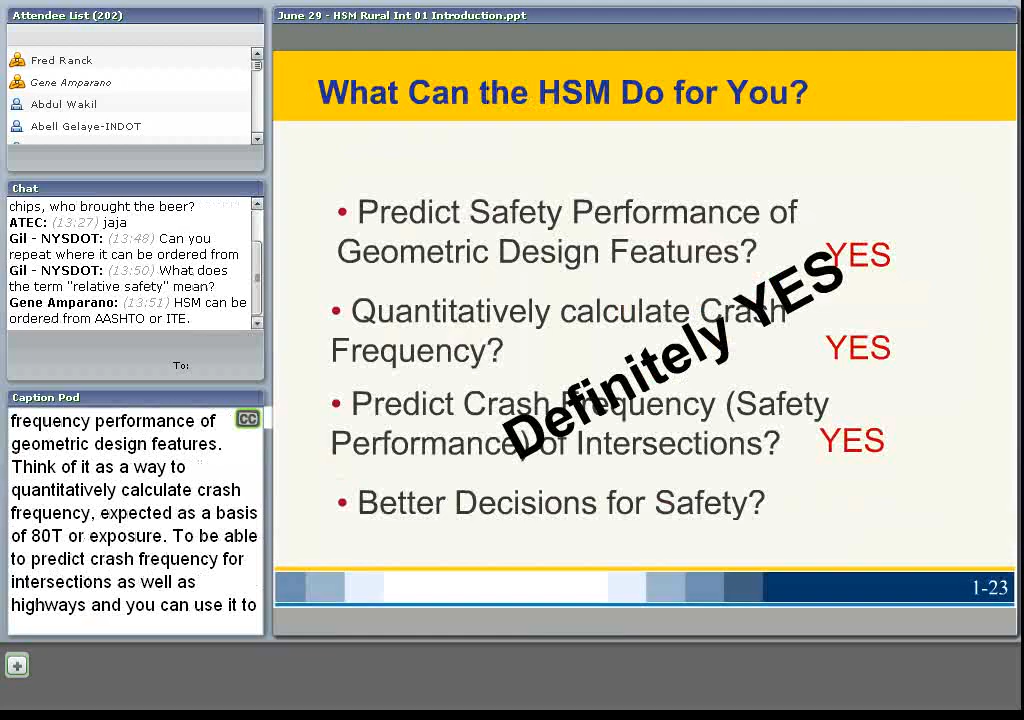 Attendee List (202)
Fred Ranck
Gene Amparano
Abdul Wakil
Abell Gelaye-INDOT
Chat
chips, who brought the beer?
ATEC: (13:27) jaja
Gil - NYSDOT: (13:48) Can you
repeat where it can be ordered from
Gil - NYSDOT: (13:50) What does
the term "relative safety" mean?
Gene Amparano: (13:51) HSM can be
ordered from AASHTO or ITE.
To:
Caption Pod
CC
frequency performance of
geometric design features.
Think of it as a way to
quantitatively calculate crash
frequency, expected as a basis
of 80T or exposure. To be able
to predict crash frequency for
intersections as well as
highways and you can use it to
June 29 - HSM Rural Int 01 Introduction.ppt
What Can the HSM Do for You?
• Predict Safety Performance of
Geometric Design Features?
YES
• Quantitatively calculate Crash
Frequency?
YES
• Predict Crash Frequency (Safety
Performance) of Intersections?
YES
• Better Decisions for Safety?
Definitely YES
1-23